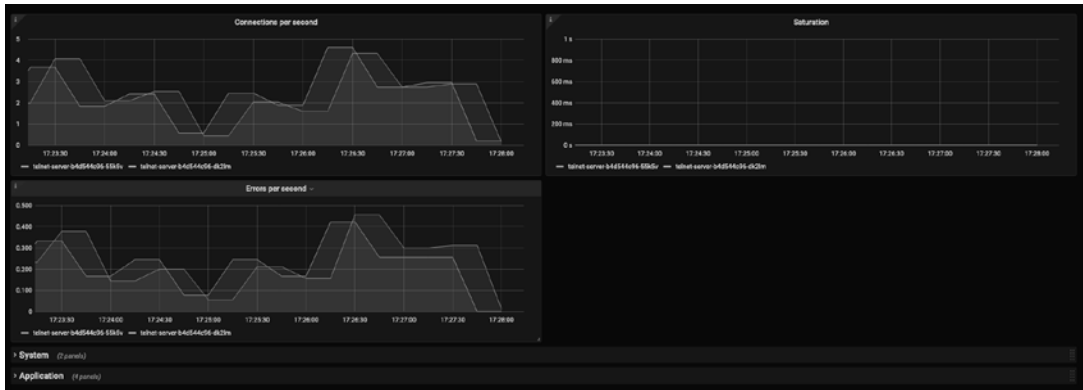 Connections per second
5
4
3
2
1
0
17:23:30 17:24:00 17:24:30 17:25:00 17:25:30 17:26:00 17:26:30 17:27:00 17:27:30 17:28:00
telnet-server-b4d544c96-55k5v telnet-server-b4d544c96-dk2lm
Saturation
1 s
800 ms
600 ms
400 ms
200 ms
0 s
17:23:30 17:24:00 17:24:30 17:25:00 17:25:30 17:26:00 17:26:30 17:27:00 17:27:30 17:28:00
telnet-server-b4d544c96-55k5v telnet-server-b4d544c96-dk2lm
Errors per second
0.500
0.400
0.300
0.200
0.100
0
17:23:30 17:24:00 17:24:30 17:25:00 17:25:30 17:26:00 17:26:30 17:27:00 17:27:30 17:28:00
telnet-server-b4d544c96-55k5v telnet-server-b4d544c96-dk2lm
System (2 panels)
Application (4 panels)